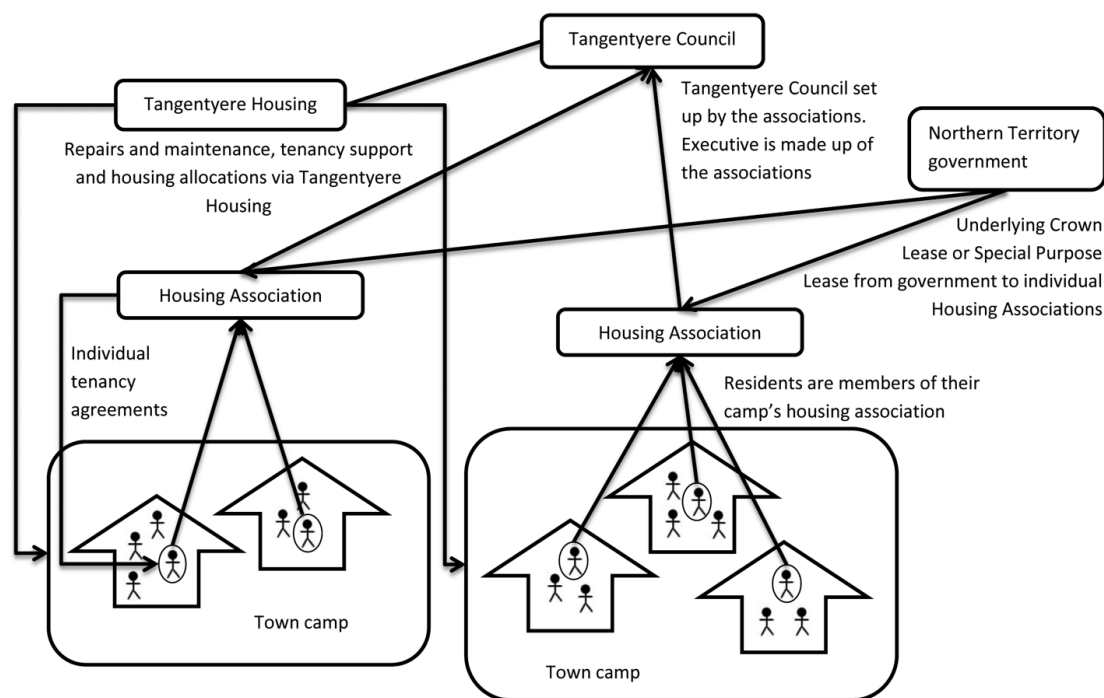 Tangentyere Council
Tangentyere Housing
Repairs and maintenance, tenancy support
and housing allocations via Tangentyere
Housing
Tangentyere Council set
up by the associations.
Executive is made up of
the associations
Northern Territory
government
Underlying Crown
Lease or Special Purpose
Lease from government to individual
Housing Associations
Housing Association
Housing Association
Individual
tenancy
agreements
Residents are members of their
camp’s housing association
Town camp
Town camp